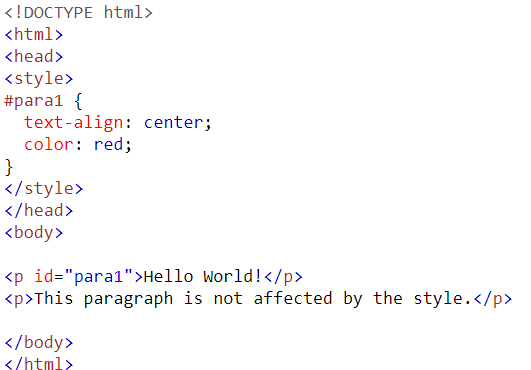 <!DOCTYPE html>
<html>
<head>
<style>
#para1 {
  text-align: center;
  color: red;
}
</style>
</head>
<body>

<p id="para1">Hello World!</p>
<p>This paragraph is not affected by the style.</p>

</body>
</html>